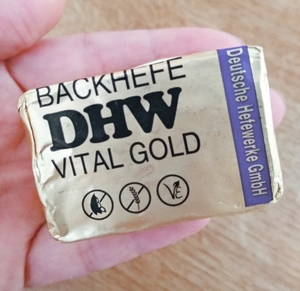 BACKHEFE
DHW
VITAL GOLD
Deutsche Hefewerke GmbH